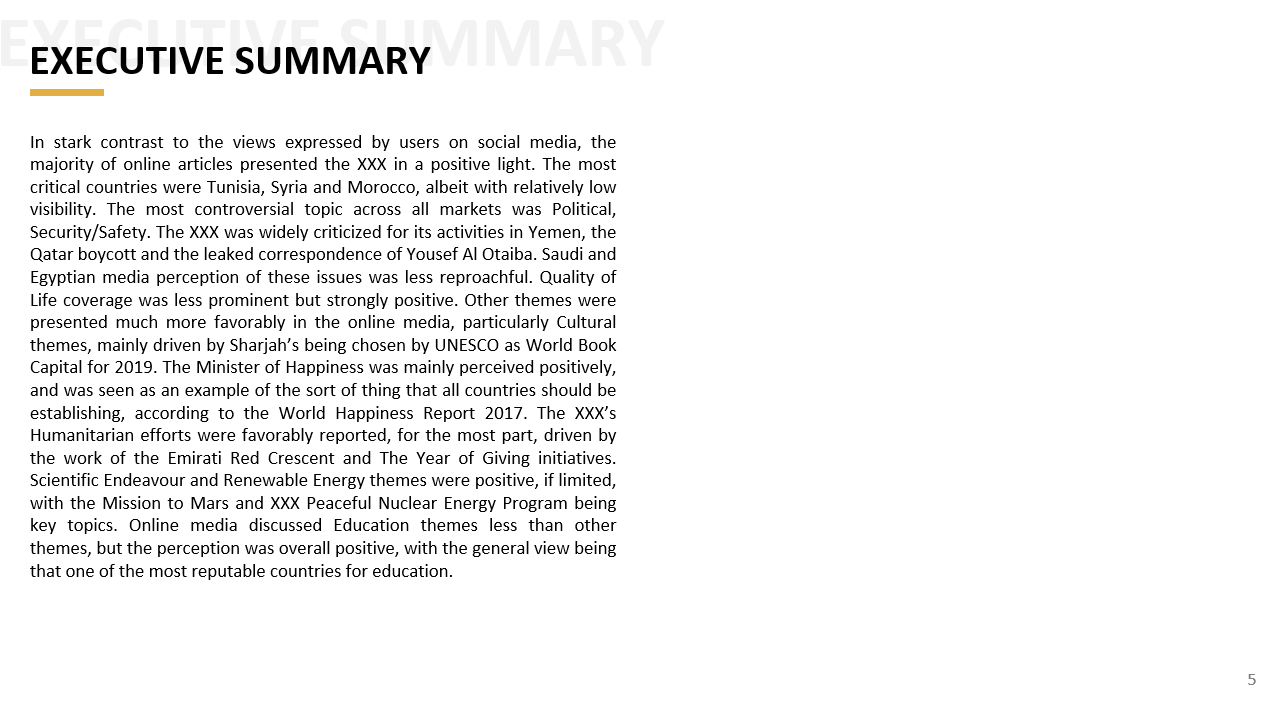 EXECUTIVE SUMMARY
EXECUTIVE SUMMARY
In stark contrast to the views expressed by users on social media, the
majority of online articles presented the XXX in a positive light. The most
critical countries were Tunisia, Syria and Morocco, albeit with relatively low
visibility. The most controversial topic across all markets was Political,
Security/Safety. The XXX was widely criticized for its activities in Yemen, the
Qatar boycott and the leaked correspondence of Yousef Al Otaiba. Saudi and
Egyptian media perception of these issues was less reproachful. Quality of
Life coverage was less prominent but strongly positive. Other themes were
presented much more favorably in the online media, particularly Cultural
themes, mainly driven by Sharjah’s being chosen by UNESCO as World Book
Capital for 2019. The Minister of Happiness was mainly perceived positively,
and was seen as an example of the sort of thing that all countries should be
establishing, according to the World Happiness Report 2017. The XXX’s
Humanitarian efforts were favorably reported, for the most part, driven by
the work of the Emirati Red Crescent and The Year of Giving initiatives.
Scientific Endeavour and Renewable Energy themes were positive, if limited,
with the Mission to Mars and XXX Peaceful Nuclear Energy Program being
key topics. Online media discussed Education themes less than other
themes, but the perception was overall positive, with the general view being
that one of the most reputable countries for education.
5